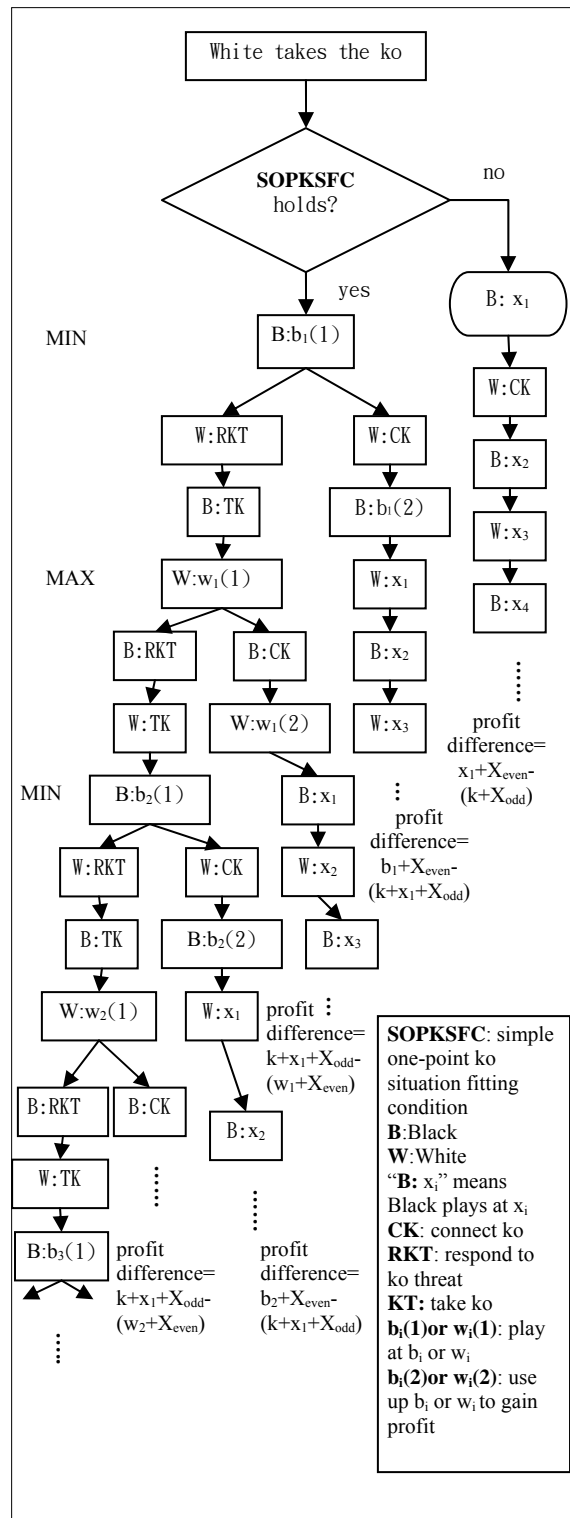 White takes the ko
SOPKSFC
holds?
no
yes
B: x1
MIN
B:b1(1)
W:CK
W:RKT
W:CK
B:x2
B:TK
B:b1(2)
W:x3
MAX
W:w1(1)
W:x1
B:x4
B:RKT
B:CK
B:x2
W:TK
W:w1(2)
W:x3
profit
difference=
x1+Xeven-
(k+Xodd)
MIN
B:b2(1)
B:x1
profit
difference=
b1+Xeven-
(k+x1+Xodd)
W:RKT
W:CK
W:x2
B:TK
B:b2(2)
B:x3
W:w2(1)
W:x1
profit
difference=
k+x1+Xodd-
(w1+Xeven)
B:RKT
B:CK
B:x2
W:TK
B:b3(1)
profit
difference=
k+x1+Xodd-
(w2+Xeven)
profit
difference=
b2+Xeven-
(k+x1+Xodd)
SOPKSFC: simple
one-point ko
situation fitting
condition
B:Black
W:White
“B: xi” means
Black plays at xi
CK: connect ko
RKT: respond to
ko threat
KT: take ko
bi(1)or wi(1): play
at bi or wi
bi(2)or wi(2): use
up bi or wi to gain
profit